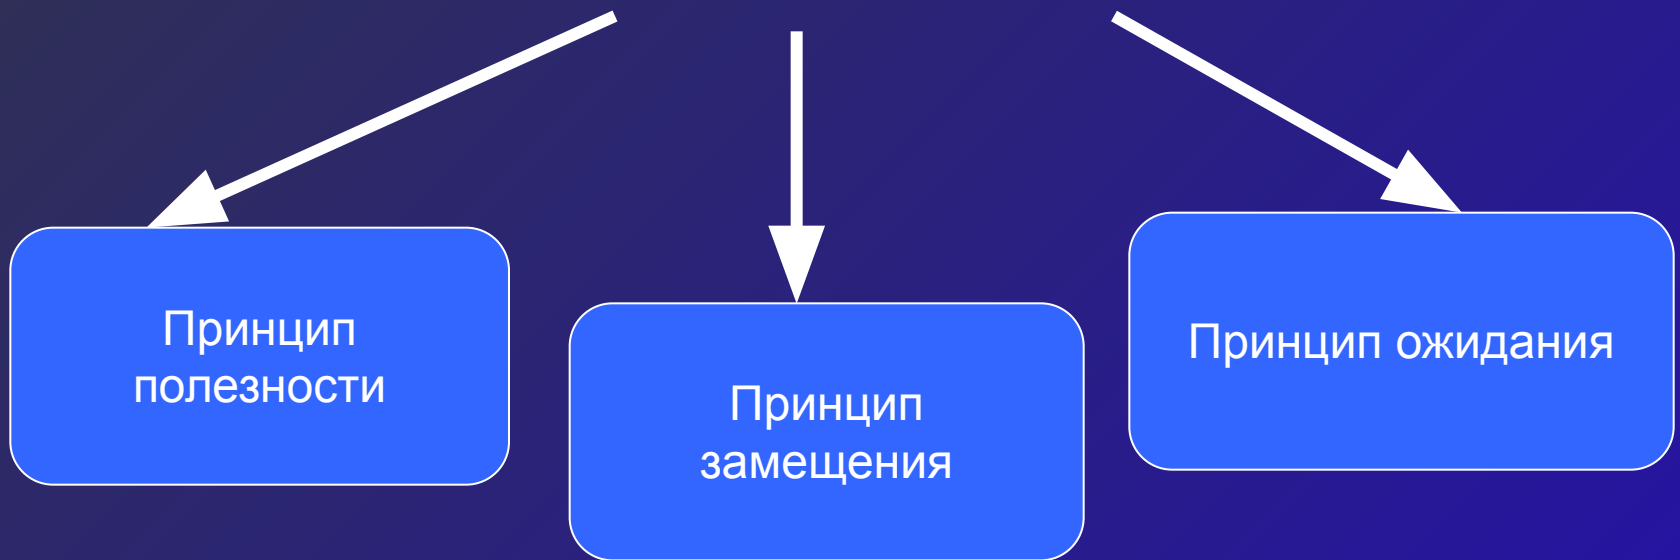 Принцип
полезности
Принцип
замещения
Принцип ожидания